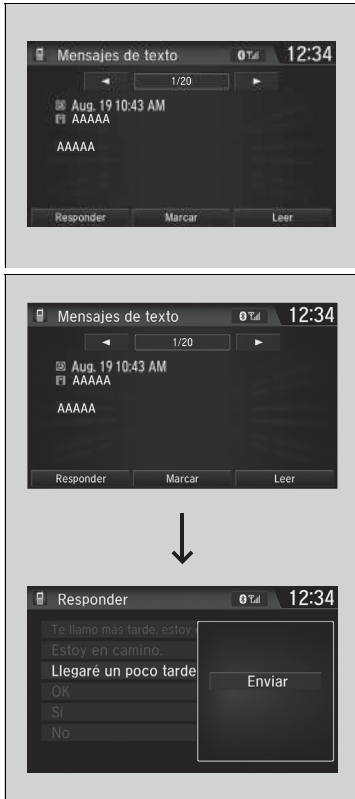 Mensajes de texto 12:34
1/20
Aug. 19 10:43 AM
AAAAA
AAAAA
Responder Marcar Leer
Mensajes de texto 12:34
1/20
Aug. 19 10:43 AM
AAAAA
AAAAA
Responder Marcar Leer
Responder 12:34
Te llamo más tarde, estoy
Estoy en camino.
Llegaré un poco tarde
OK
Sí
No
Enviar